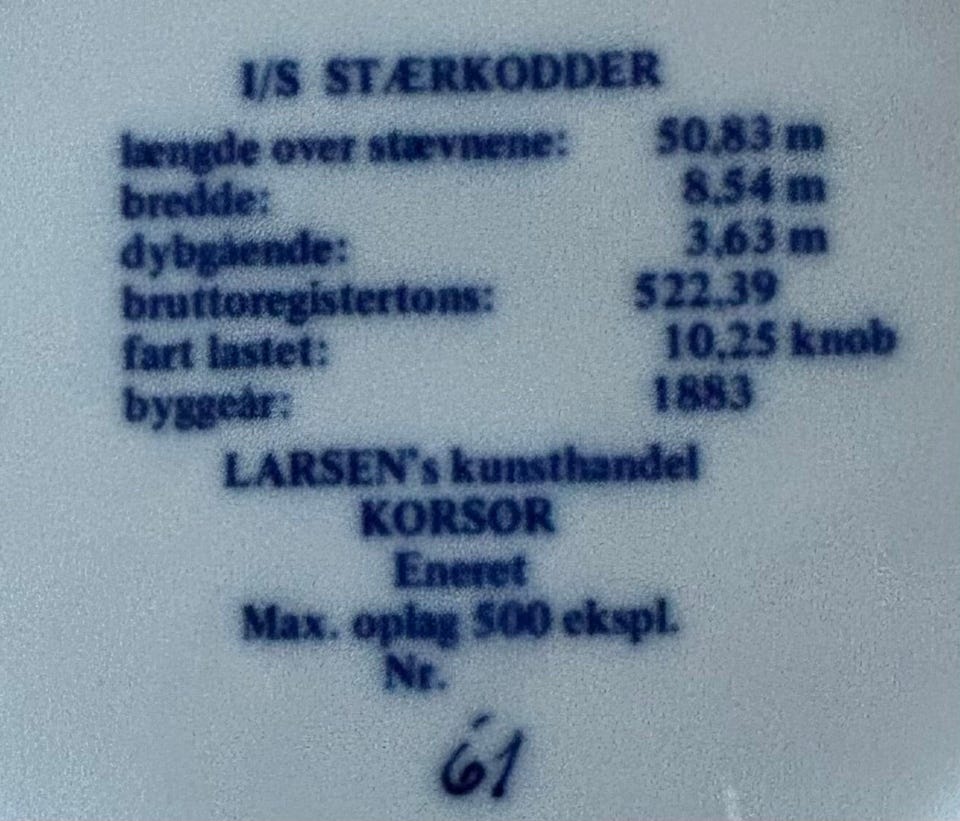 I/S STÆRKODDER
længde over stævnene: 50,83 m
bredde: 8,54 m
dybgående: 3,63 m
bruttoregistertons: 522,39
fart lastet: 10,25 knob
byggeår: 1883
LARSEN's kunsthandel
KORSØR
Eneret
Max. oplag 500 ekspl.
Nr.
61